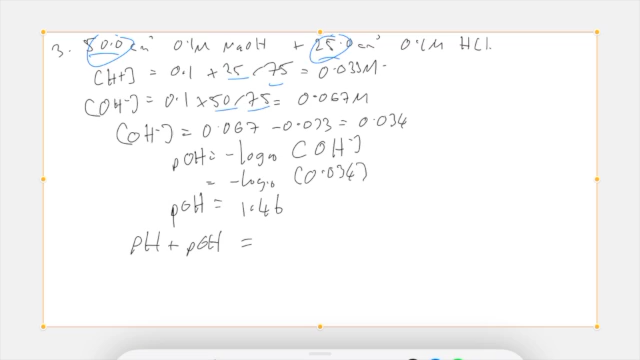 3. 50.0 cm³ 0.1M NaOH + 25.0 cm³ 0.1M HCl.
[H+] = 0.1 × 25/75 = 0.033M.
[OH-] = 0.1 × 50/75 = 0.067M
[OH-] = 0.067 - 0.033 = 0.034
pOH = -log10 [OH-]
= -log10 (0.034)
pOH = 1.46
pH + pOH =